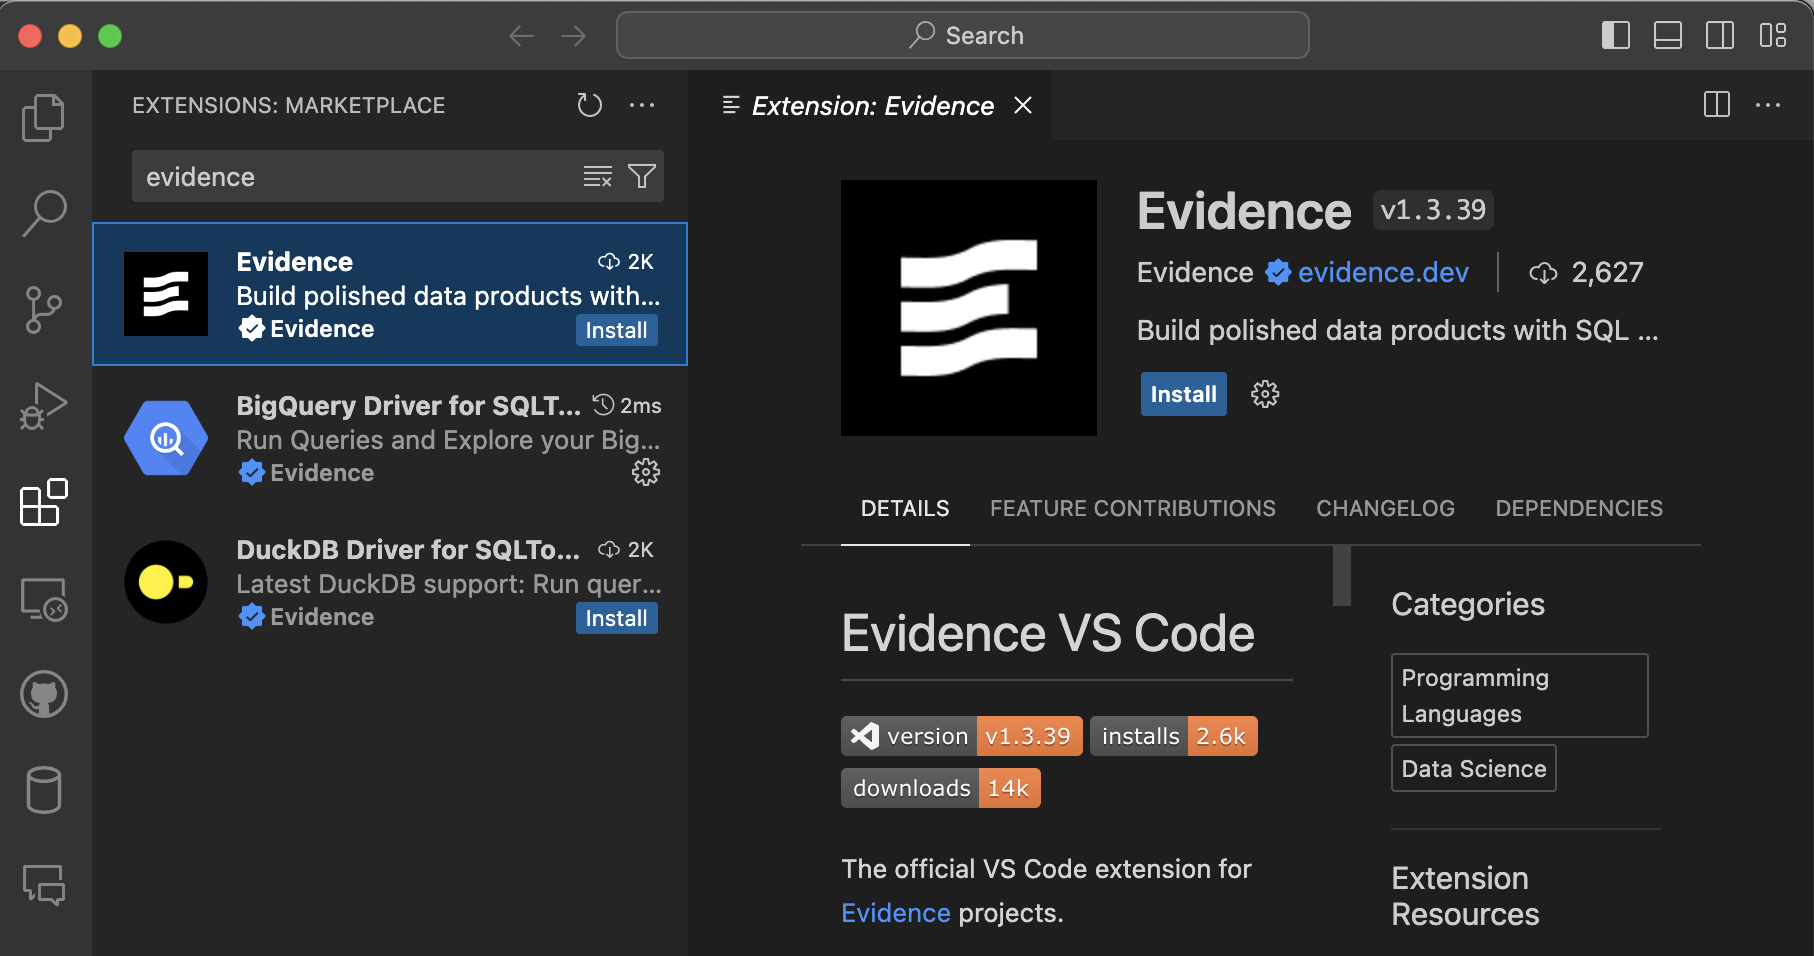 Search
EXTENSIONS: MARKETPLACE
evidence
Evidence 2K
Build polished data products with...
Evidence Install
BigQuery Driver for SQLT... 2ms
Run Queries and Explore your Big...
Evidence
DuckDB Driver for SQLTo... 2K
Latest DuckDB support: Run quer...
Evidence Install
Extension: Evidence
Evidence v1.3.39
Evidence evidence.dev 2,627
Build polished data products with SQL ...
Install
DETAILS FEATURE CONTRIBUTIONS CHANGELOG DEPENDENCIES
Evidence VS Code
version v1.3.39 installs 2.6k
downloads 14k
The official VS Code extension for
Evidence projects.
Categories
Programming
Languages
Data Science
Extension
Resources